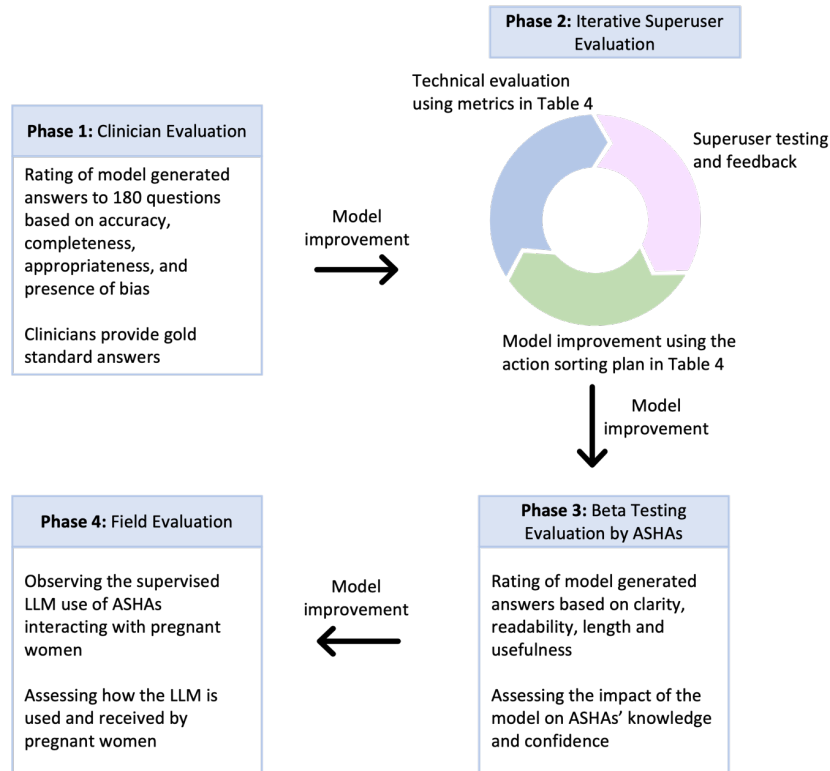 Phase 1: Clinician Evaluation
Rating of model generated
answers to 180 questions
based on accuracy,
completeness,
appropriateness, and
presence of bias
Clinicians provide gold
standard answers
Model
improvement
Phase 2: Iterative Superuser
Evaluation
Technical evaluation
using metrics in Table 4
Superuser testing
and feedback
Model improvement using the
action sorting plan in Table 4
Model
improvement
Phase 3: Beta Testing
Evaluation by ASHAs
Rating of model generated
answers based on clarity,
readability, length and
usefulness
Assessing the impact of the
model on ASHAs’ knowledge
and confidence
Model
improvement
Phase 4: Field Evaluation
Observing the supervised
LLM use of ASHAs
interacting with pregnant
women
Assessing how the LLM is
used and received by
pregnant women